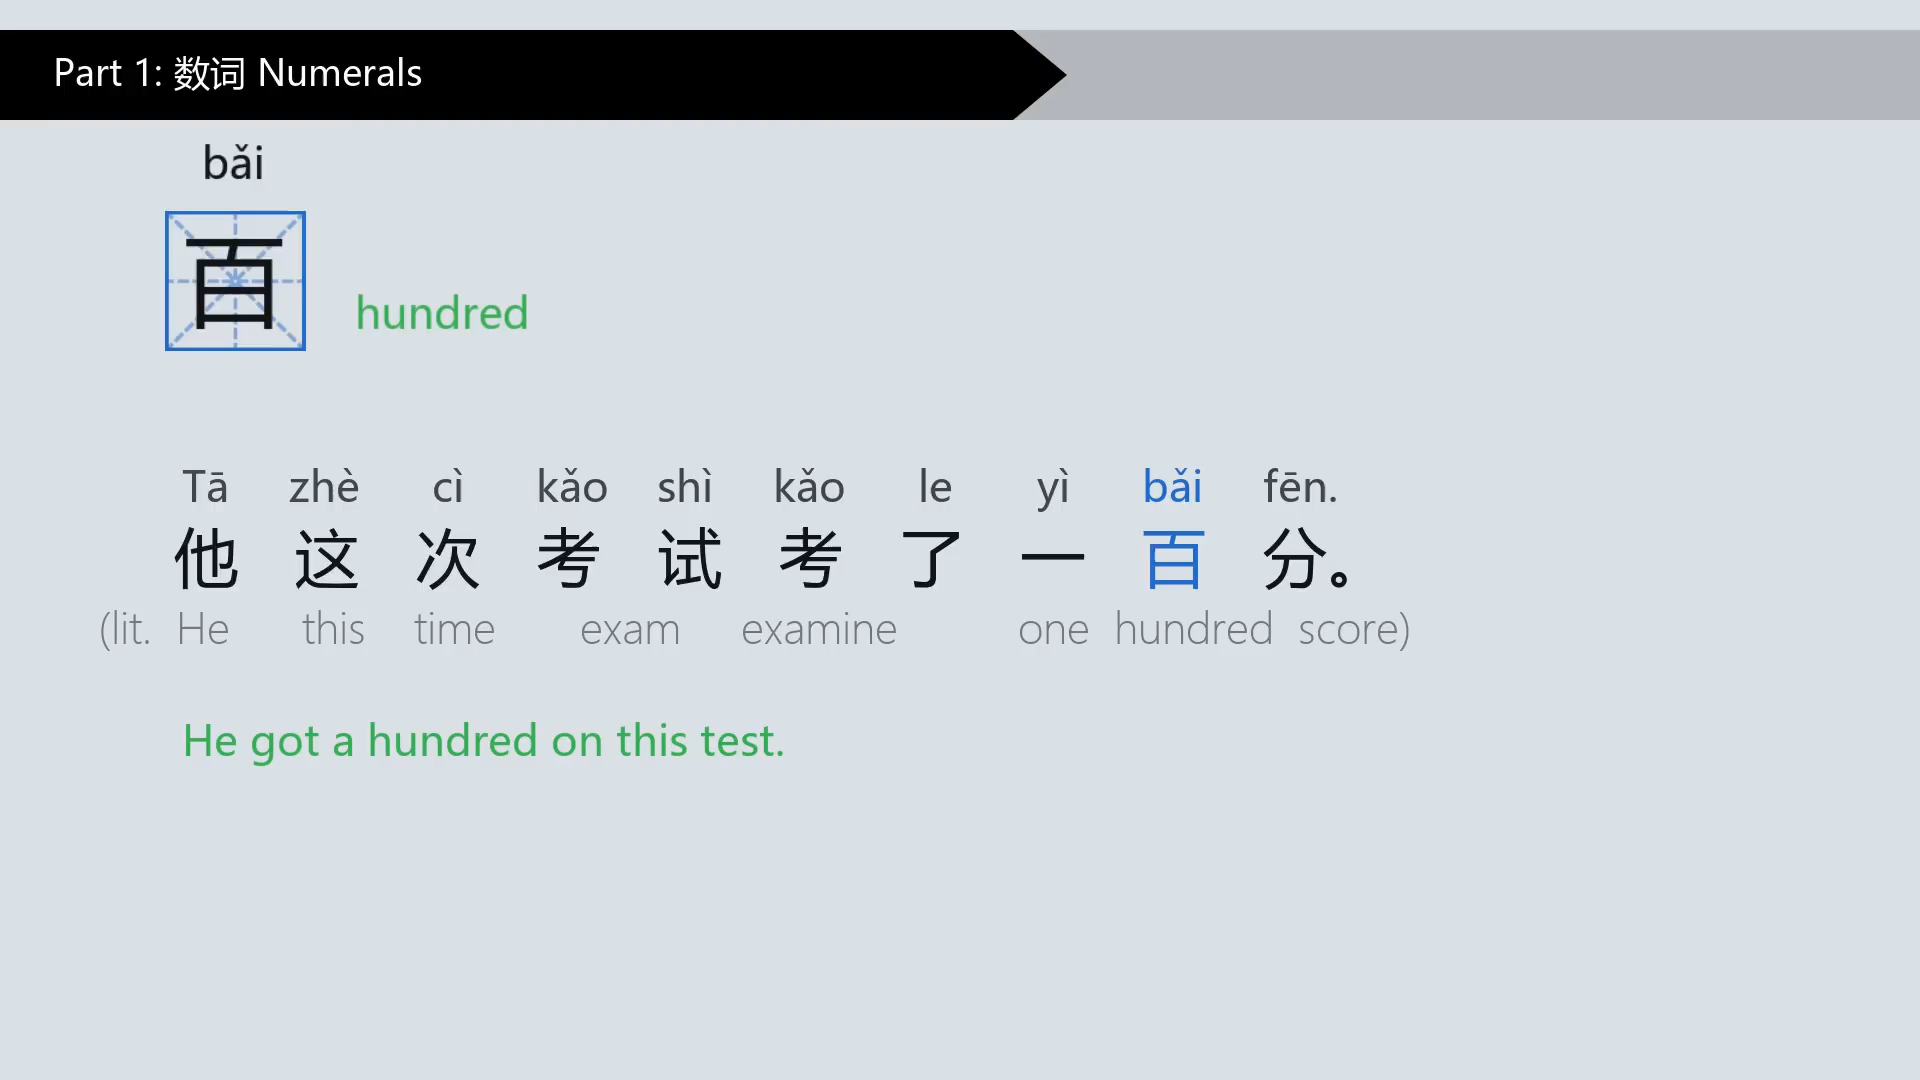 Part 1: 数词 Numerals
bǎi
百
hundred
Tā zhè cì kǎo shì kǎo le yì bǎi fēn.
他这次考试考了一百分。
(lit. He this time exam examine one hundred score)
He got a hundred on this test.